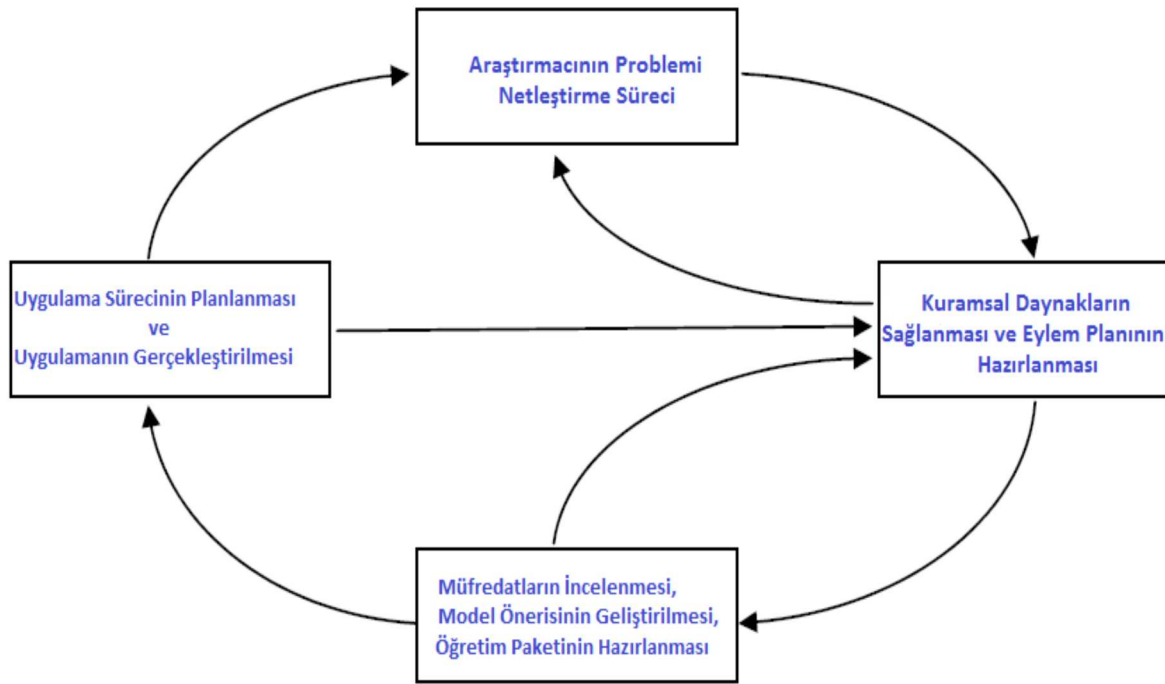 Araştırmacının Problemi
Netleştirme Süreci
Uygulama Sürecinin Planlanması
ve
Uygulamanın Gerçekleştirilmesi
Kuramsal Daynakların
Sağlanması ve Eylem Planının
Hazırlanması
Müfredatların İncelenmesi,
Model Önerisinin Geliştirilmesi,
Öğretim Paketinin Hazırlanması